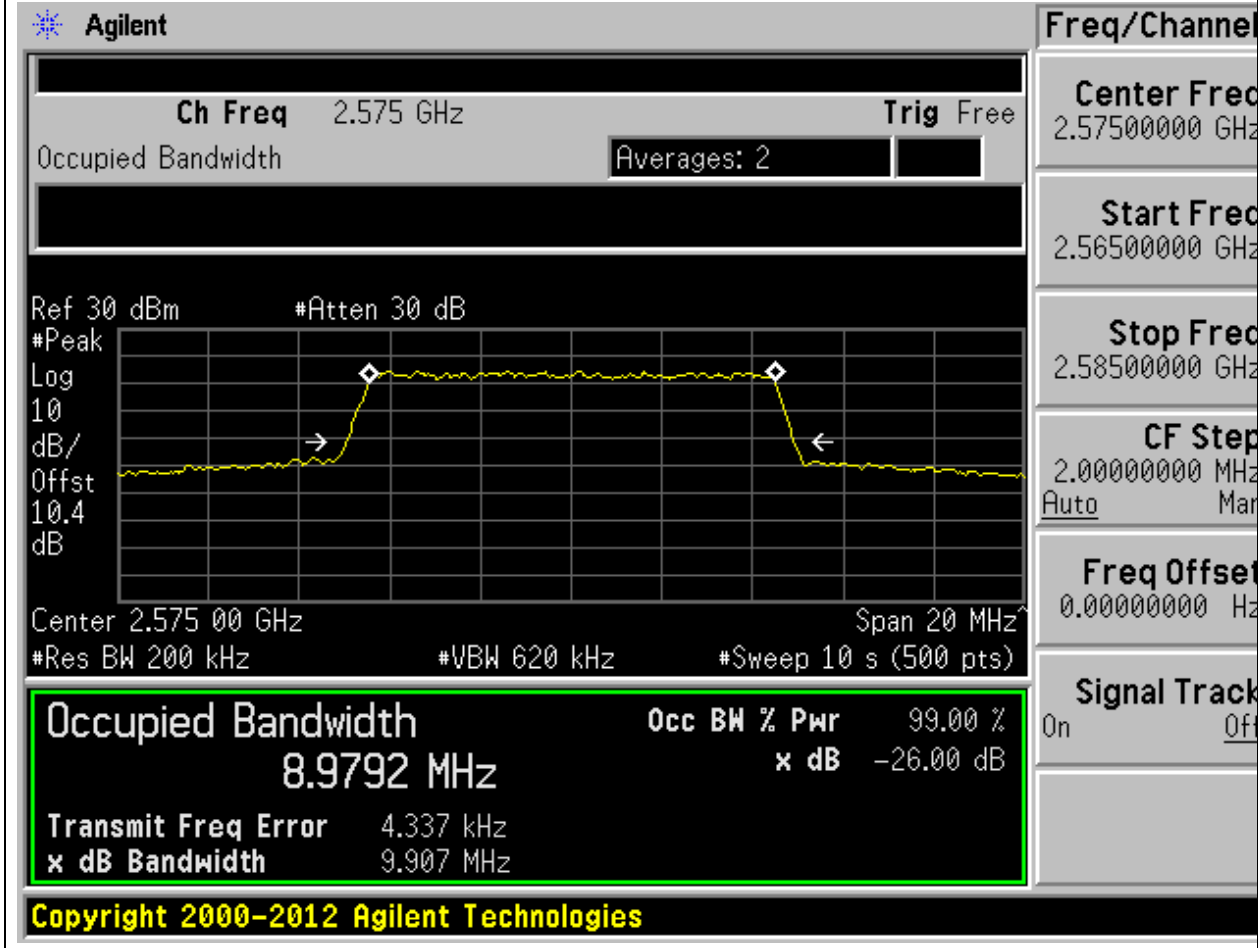 Agilent
Ch Freq 2.575 GHz Trig Free
Occupied Bandwidth Averages: 2
Ref 30 dBm #Atten 30 dB
#Peak
Log
10
dB/
Offst
10.4
dB
Center 2.575 00 GHz Span 20 MHz^
#Res BW 200 kHz #VBW 620 kHz #Sweep 10 s (500 pts)
Occupied Bandwidth
8.9792 MHz
Occ BW % Pwr 99.00 %
x dB -26.00 dB
Transmit Freq Error 4.337 kHz
x dB Bandwidth 9.907 MHz
Copyright 2000-2012 Agilent Technologies
Freq/Channel
Center Freq
2.57500000 GHz
Start Freq
2.56500000 GHz
Stop Freq
2.58500000 GHz
CF Step
2.00000000 MHz
Auto Man
Freq Offset
0.00000000 Hz
Signal Track
On Off